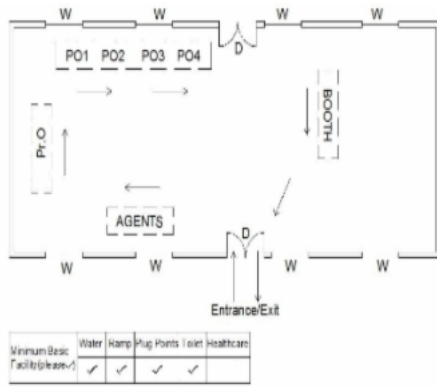 W W W W
PO1 PO2 PO3 PO4
D
BOOTH
Pr.O
AGENTS
D
W W W W
Entrance/Exit
Minimum Basic Facility(please✓) Water Ramp Plug Points Toilet Healthcare
✓ ✓ ✓ ✓